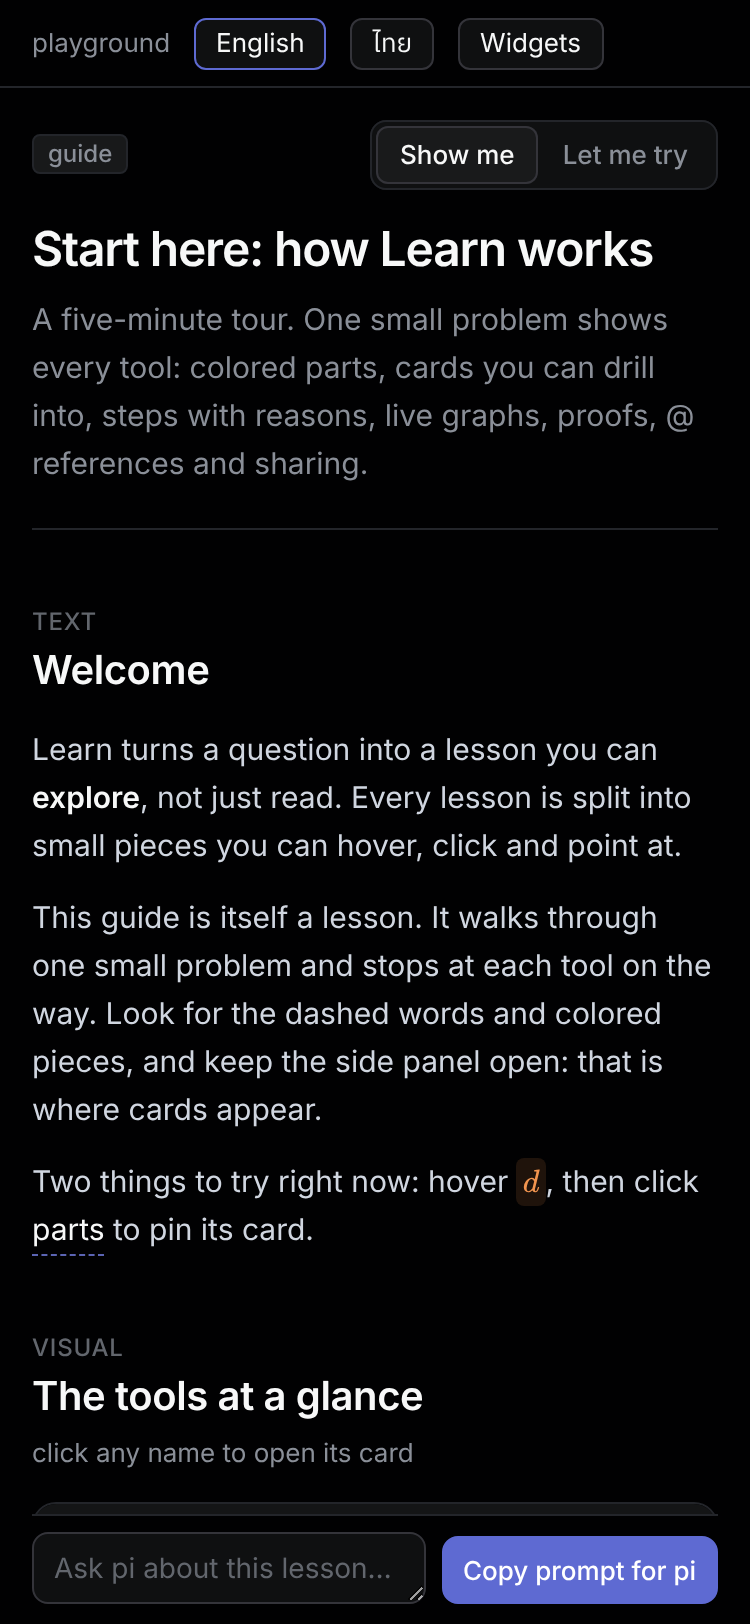 playground English ไทย Widgets
guide Show me Let me try
Start here: how Learn works
A five-minute tour. One small problem shows
every tool: colored parts, cards you can drill
into, steps with reasons, live graphs, proofs, @
references and sharing.
TEXT
Welcome
Learn turns a question into a lesson you can
explore, not just read. Every lesson is split into
small pieces you can hover, click and point at.
This guide is itself a lesson. It walks through
one small problem and stops at each tool on the
way. Look for the dashed words and colored
pieces, and keep the side panel open: that is
where cards appear.
Two things to try right now: hover d, then click
parts to pin its card.
VISUAL
The tools at a glance
click any name to open its card
Ask pi about this lesson... Copy prompt for pi